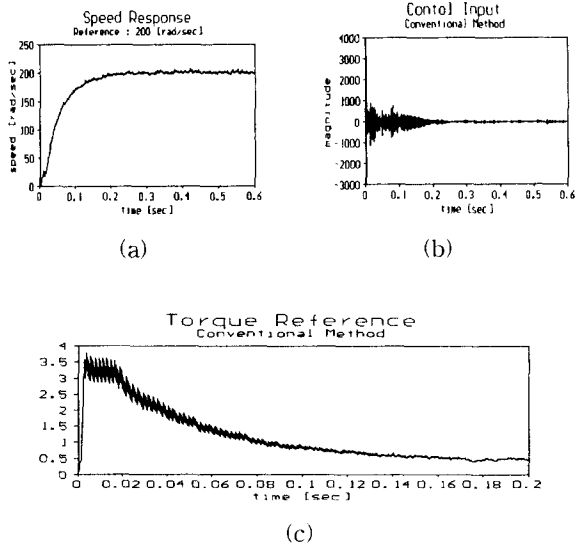 Speed Response
Reference : 200 [rad/sec]
250
200
150
100
50
0
speed [rad/sec]
0 0.1 0.2 0.3 0.4 0.5 0.6
time [sec]
(a)
Contol Input
Conventional Method
4000
3000
2000
1000
0
-1000
-2000
-3000
magnitude
0 0.1 0.2 0.3 0.4 0.5 0.6
time [sec]
(b)
Torque Reference
Conventional Method
4
3.5
3
2.5
2
1.5
1
0.5
0
0 0.02 0.04 0.06 0.08 0.1 0.12 0.14 0.16 0.18 0.2
time [sec]
(c)